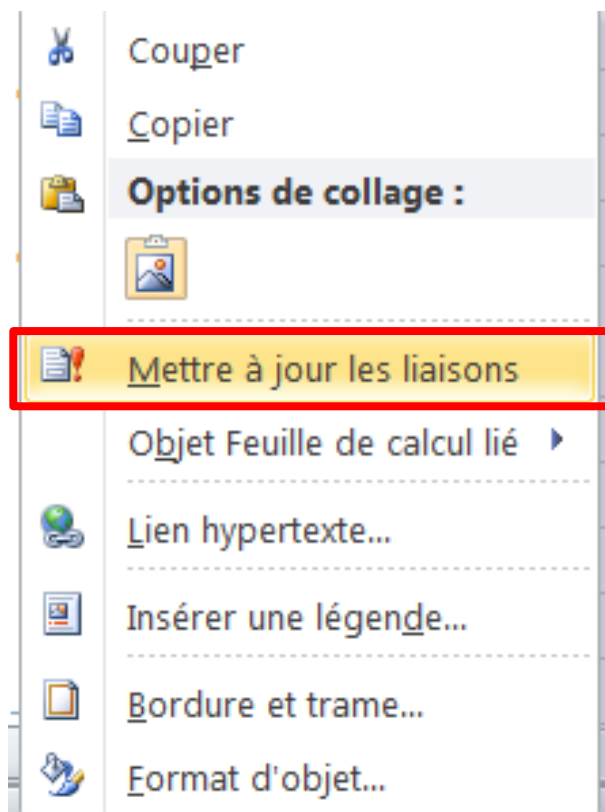 Couper
Copier
Options de collage :
Mettre à jour les liaisons
Objet Feuille de calcul lié
Lien hypertexte...
Insérer une légende...
Bordure et trame...
Format d'objet...